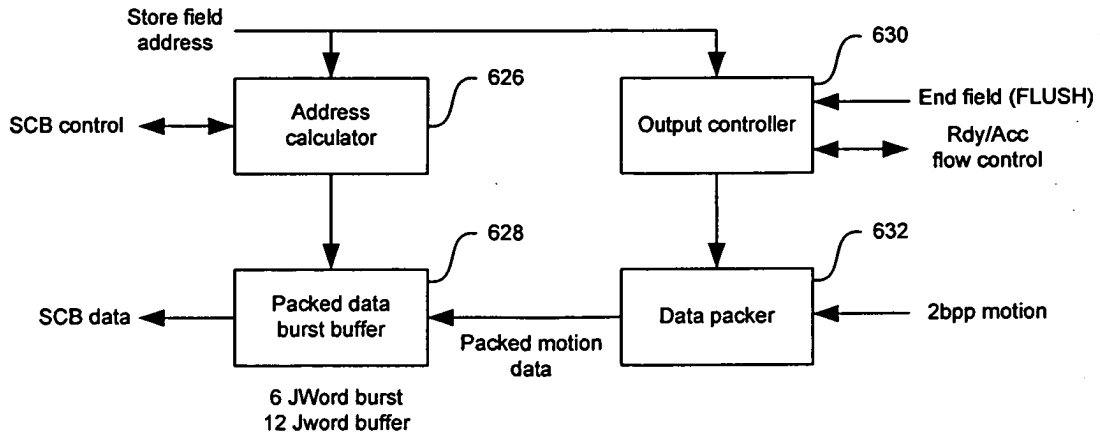 Store field
address
626
630
Address
calculator
Output controller
End field (FLUSH)
SCB control
Rdy/Acc
flow control
628
632
Packed data
burst buffer
Data packer
SCB data
2bpp motion
Packed motion
data
6 JWord burst
12 Jword buffer